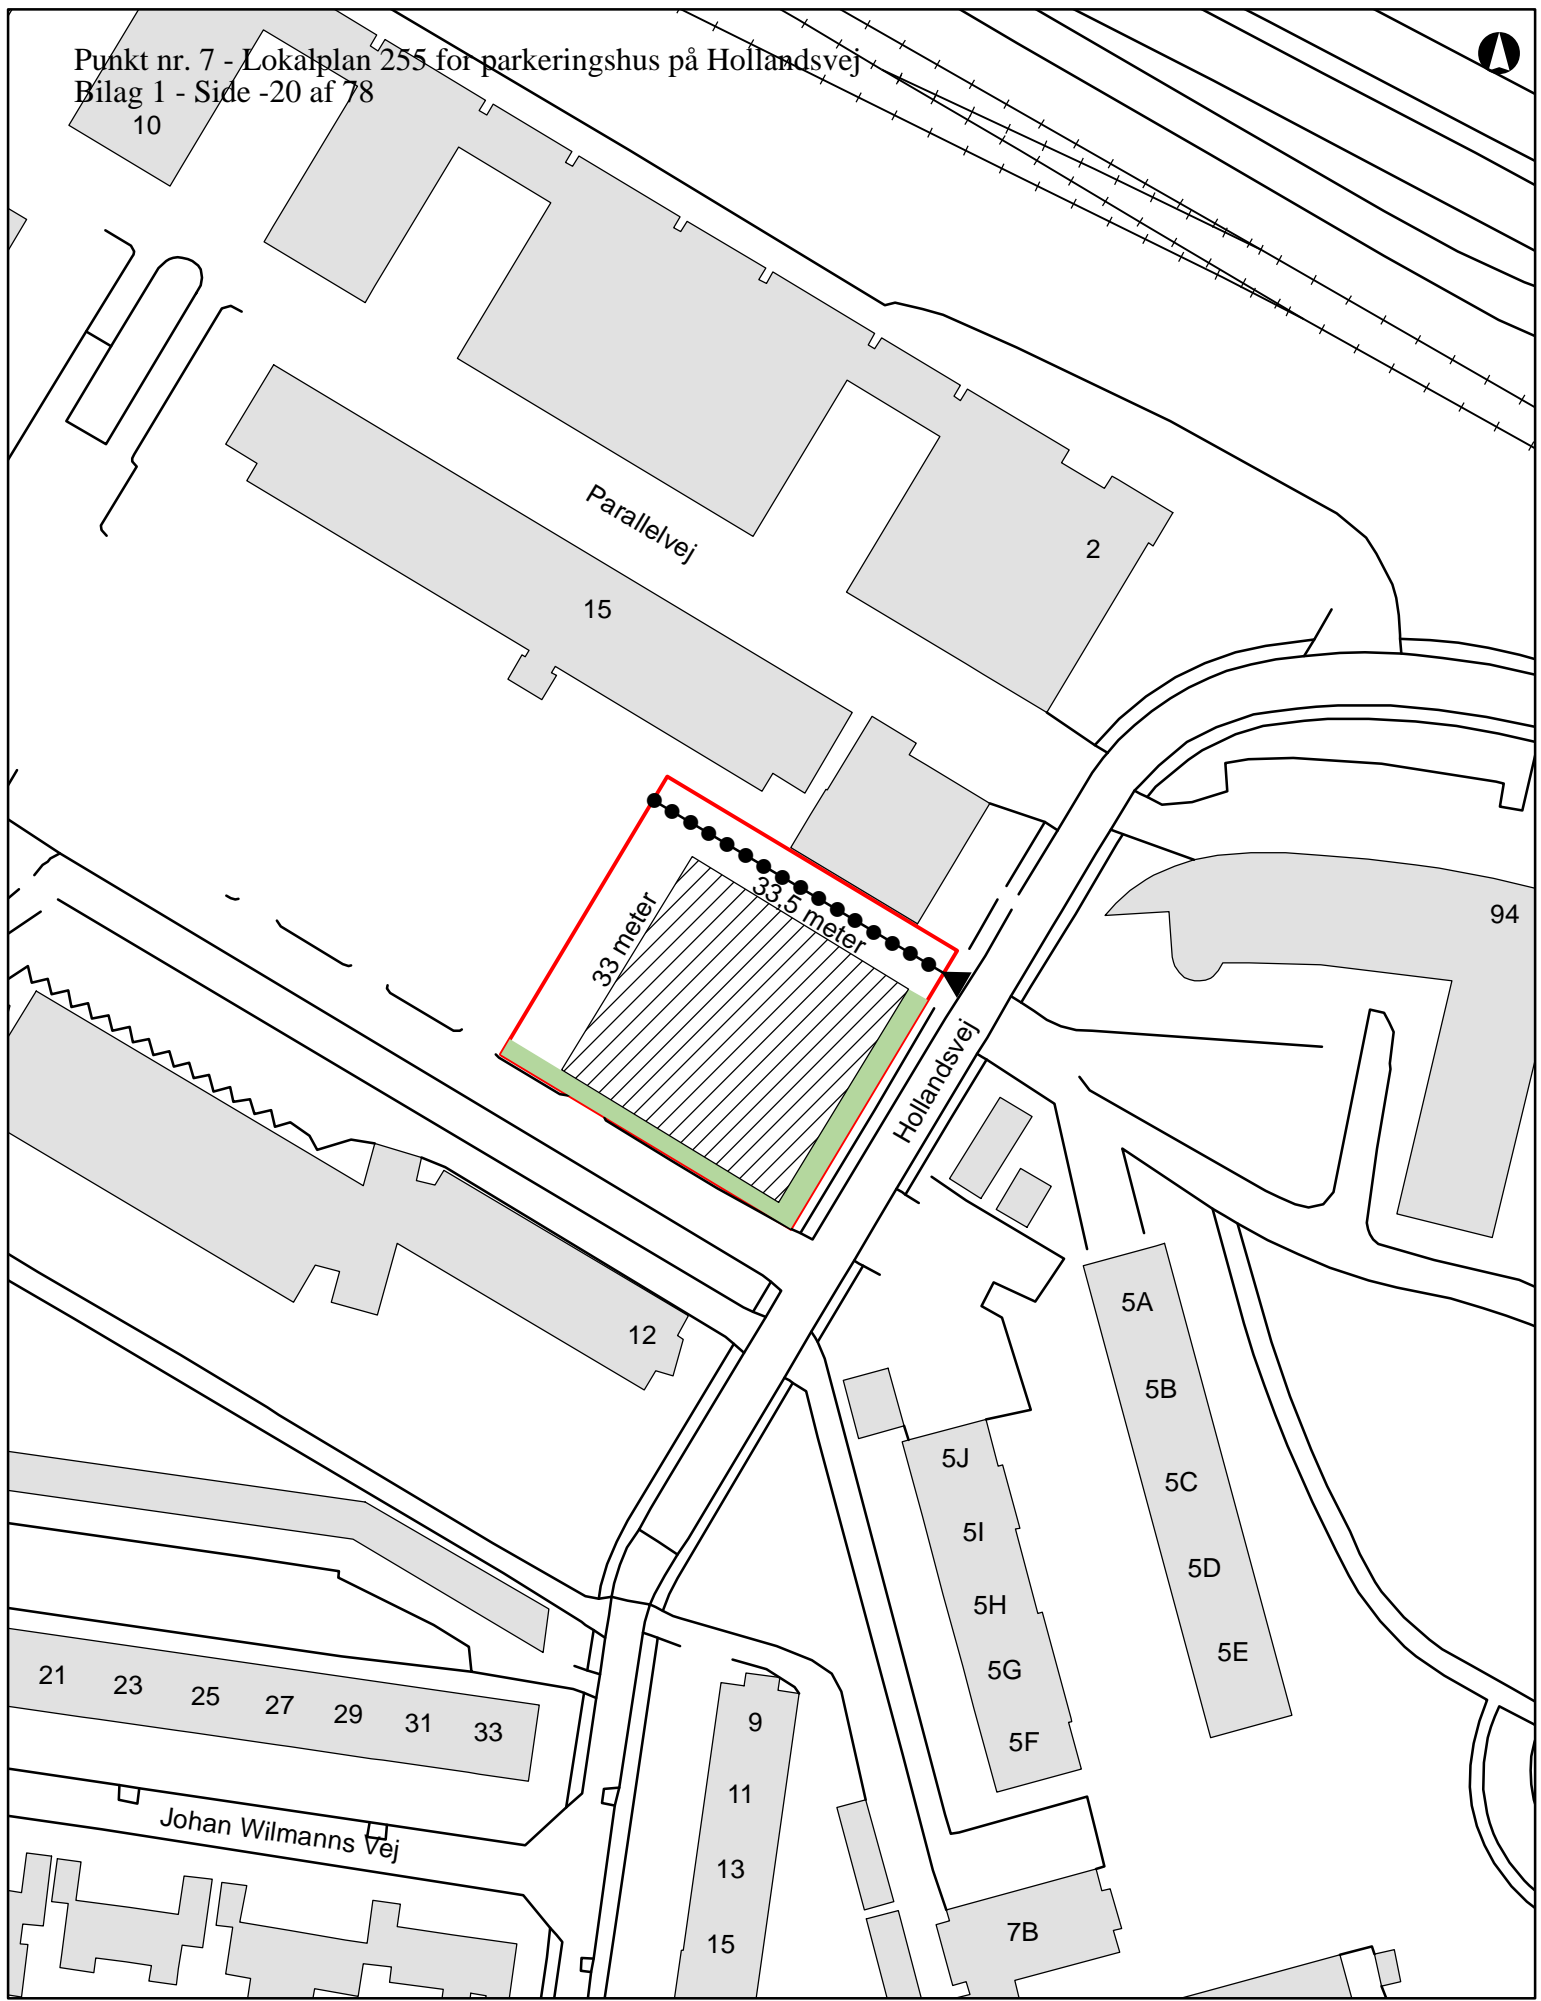 Punkt nr. 7 - Lokalplan 255 for parkeringshus på Hollandsvej
Bilag 1 - Side -20 af 78
10
Parallelvej
2
15
33,5 meter
33 meter
94
Hollandsvej
5A
12
5B
5J
5C
5I
5D
5H
5E
5G
5F
21
23
25
27
29
31
33
9
11
Johan Wilmanns Vej
13
7B
15